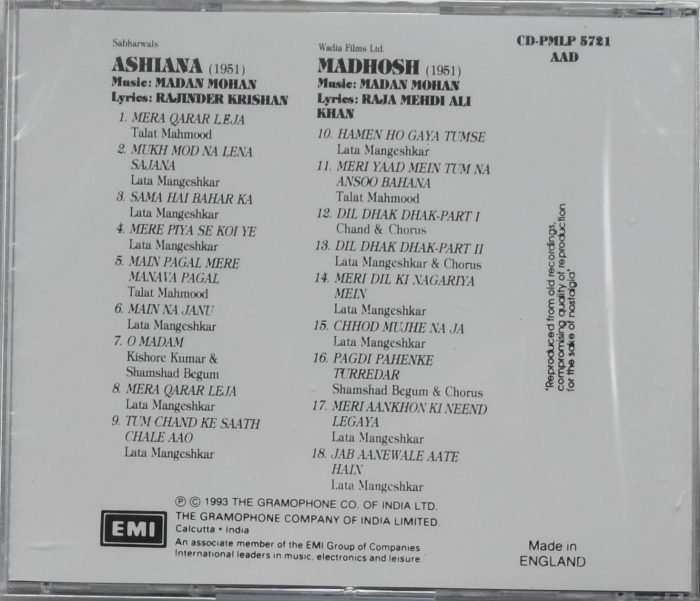 Sabharwals
ASHIANA (1951)
Music: MADAN MOHAN
Lyrics: RAJINDER KRISHAN
1. MERA QARAR LEJA
Talat Mahmood
2. MUKH MOD NA LENA
SAJANA
Lata Mangeshkar
3. SAMA HAI BAHAR KA
Lata Mangeshkar
4. MERE PIYA SE KOI YE
Lata Mangeshkar
5. MAIN PAGAL MERE
MANAVA PAGAL
Talat Mahmood
6. MAIN NA JANU
Lata Mangeshkar
7. O MADAM
Kishore Kumar &
Shamshad Begum
8. MERA QARAR LEJA
Lata Mangeshkar
9. TUM CHAND KE SAATH
CHALE AAO
Lata Mangeshkar
Wadia Films Ltd.
MADHOSH (1951)
Music: MADAN MOHAN
Lyrics: RAJA MEHDI ALI
KHAN
10. HAMEN HO GAYA TUMSE
Lata Mangeshkar
11. MERI YAAD MEIN TUM NA
ANSOO BAHANA
Talat Mahmood
12. DIL DHAK DHAK-PART I
Chand & Chorus
13. DIL DHAK DHAK-PART II
Lata Mangeshkar & Chorus
14. MERI DIL KI NAGARIYA
MEIN
Lata Mangeshkar
15. CHHOD MUJHE NA JA
Lata Mangeshkar
16. PAGDI PAHENKE
TURREDAR
Shamshad Begum & Chorus
17. MERI AANKHON KI NEEND
LEGAYA
Lata Mangeshkar
18. JAB AANEWALE AATE
HAIN
Lata Mangeshkar
CD-PMLP 5721
AAD
"Reproduced from old recordings,
compromising quality of reproduction
for the sake of nostalgia"
℗ © 1993 THE GRAMOPHONE CO. OF INDIA LTD.
EMI
THE GRAMOPHONE COMPANY OF INDIA LIMITED
Calcutta • India
An associate member of the EMI Group of Companies
International leaders in music, electronics and leisure.
Made in
ENGLAND